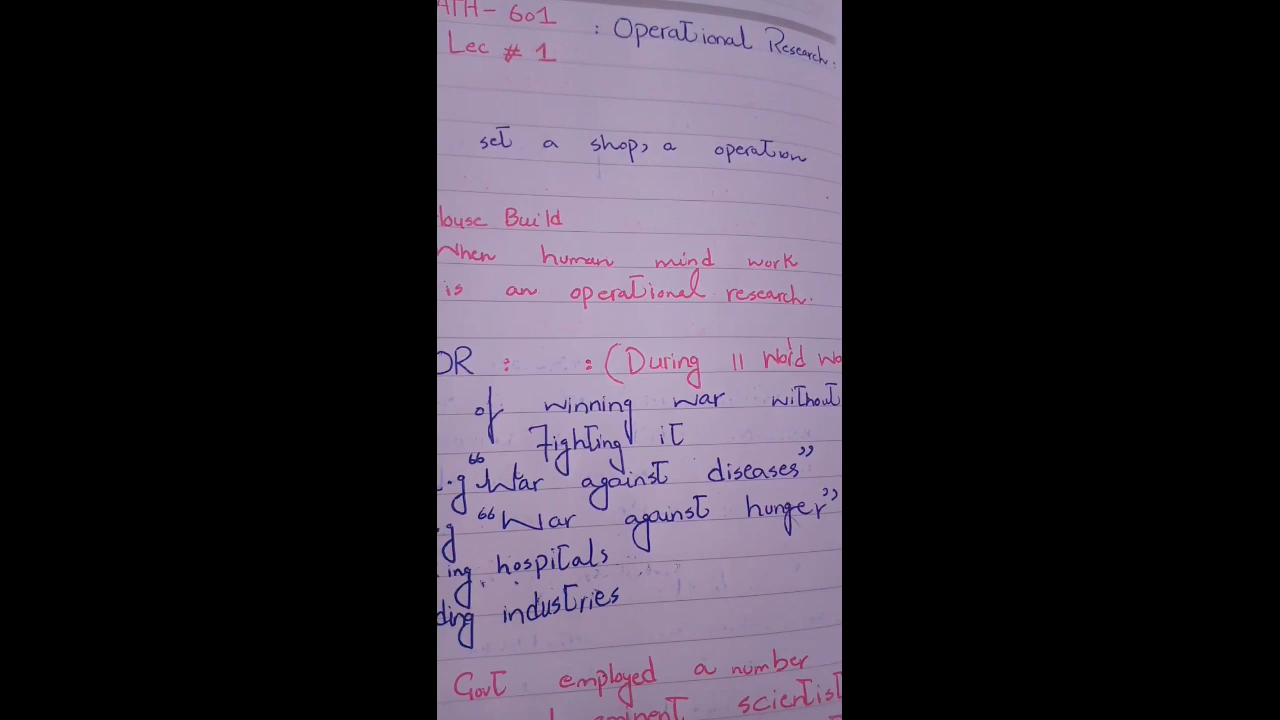 ATH - 601 : Operational Research.
Lec # 1
set a shop, a operation
ouse Build
When human mind work
is an operational research.
OR : : (During II World Wa
of winning war without
Fighting it
.g "War against diseases"
g "War against hunger"
ing hospitals
ding industries
Govt employed a number
eminent scientist